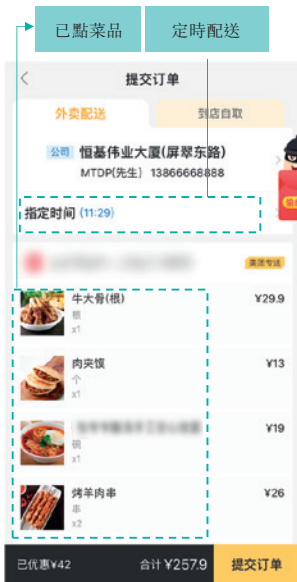 已點菜品 定時配送
提交订单
外卖配送 到店自取
公司 恒基伟业大厦(屏翠东路)
MTDP(先生) 13866668888
指定时间 (11:29)
美团专送
牛大骨(根) ¥29.9
根
x1
肉夹馍 ¥13
个
x1
¥19
碗
x1
烤羊肉串 ¥26
串
x2
已优惠¥42 合计 ¥257.9 提交订单